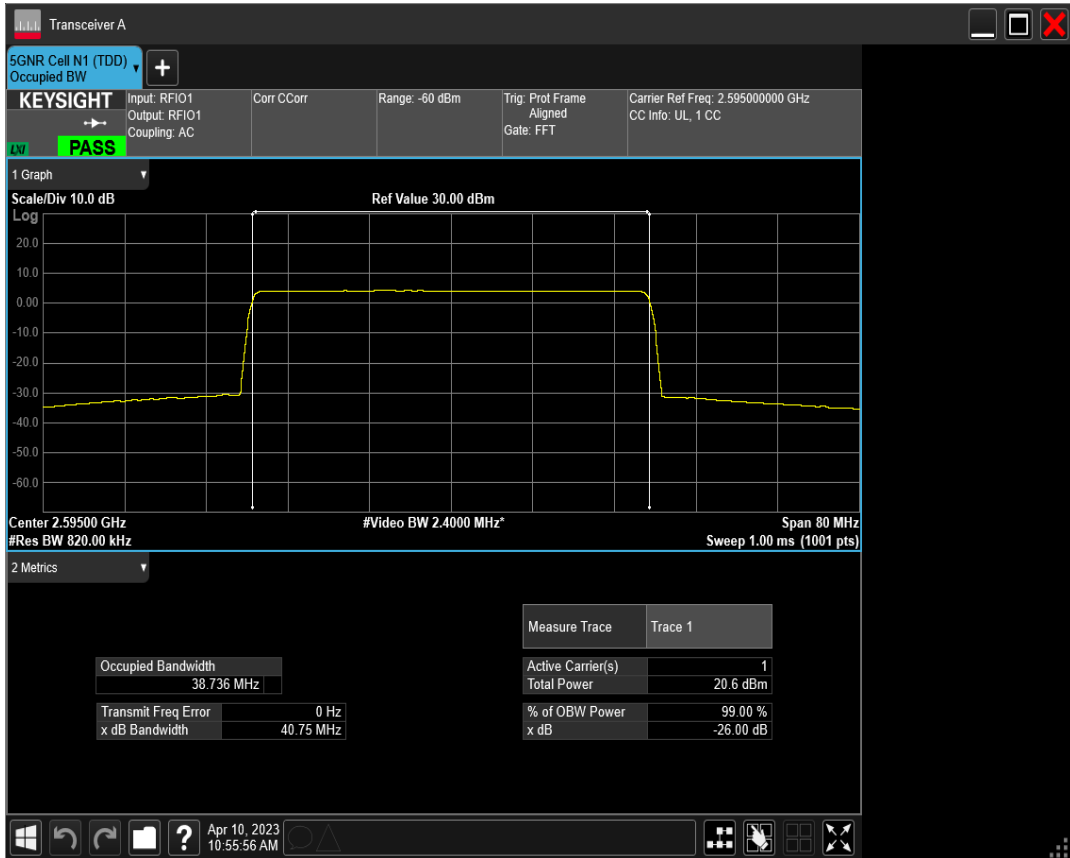 Transceiver A
5GNR Cell N1 (TDD)
Occupied BW
KEYSIGHT
LXI
PASS
Input: RFIO1
Output: RFIO1
Coupling: AC
Corr CCorr
Range: -60 dBm
Trig: Prot Frame
Aligned
Gate: FFT
Carrier Ref Freq: 2.595000000 GHz
CC Info: UL, 1 CC
1 Graph
Scale/Div 10.0 dB
Ref Value 30.00 dBm
Log
20.0
10.0
0.00
-10.0
-20.0
-30.0
-40.0
-50.0
-60.0
Center 2.59500 GHz
#Video BW 2.4000 MHz*
Span 80 MHz
#Res BW 820.00 kHz
Sweep 1.00 ms (1001 pts)
2 Metrics
Measure Trace Trace 1
Occupied Bandwidth
38.736 MHz
Active Carrier(s) 1
Total Power 20.6 dBm
Transmit Freq Error 0 Hz
x dB Bandwidth 40.75 MHz
% of OBW Power 99.00 %
x dB -26.00 dB
?
Apr 10, 2023
10:55:56 AM